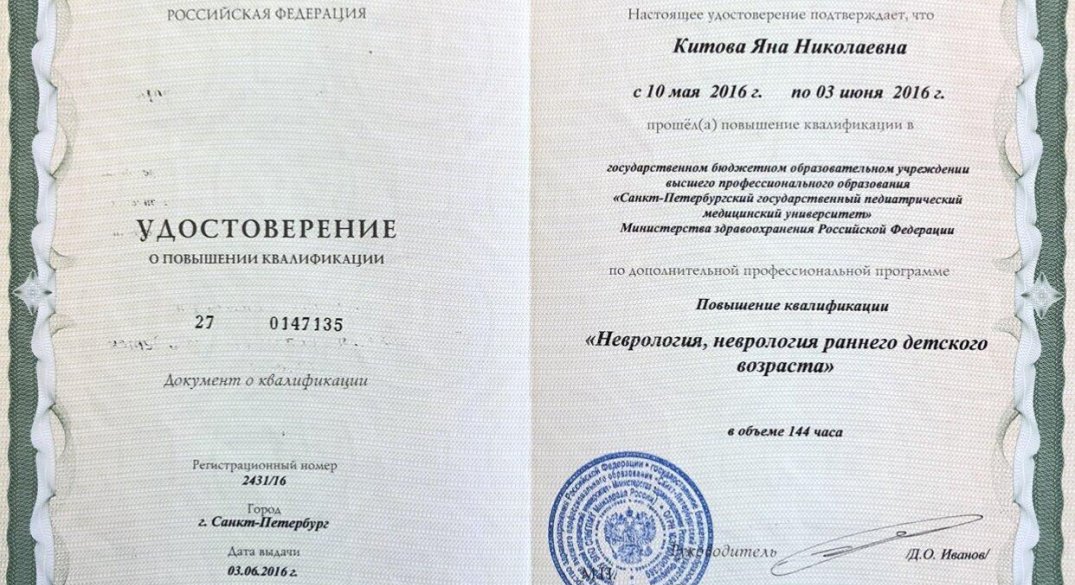 РОССИЙСКАЯ ФЕДЕРАЦИЯ
УДОСТОВЕРЕНИЕ
О ПОВЫШЕНИИ КВАЛИФИКАЦИИ
27 0147135
Документ о квалификации
Регистрационный номер
2431/16
Город
г. Санкт-Петербург
Дата выдачи
03.06.2016 г.
Настоящее удостоверение подтверждает, что
Китова Яна Николаевна
с 10 мая 2016 г. по 03 июня 2016 г.
прошёл(а) повышение квалификации в
государственном бюджетном образовательном учреждении
высшего профессионального образования
«Санкт-Петербургский государственный педиатрический
медицинский университет»
Министерства здравоохранения Российской Федерации
по дополнительной профессиональной программе
Повышение квалификации
«Неврология, неврология раннего детского
возраста»
в объеме 144 часа
Руководитель
/Д.О. Иванов/